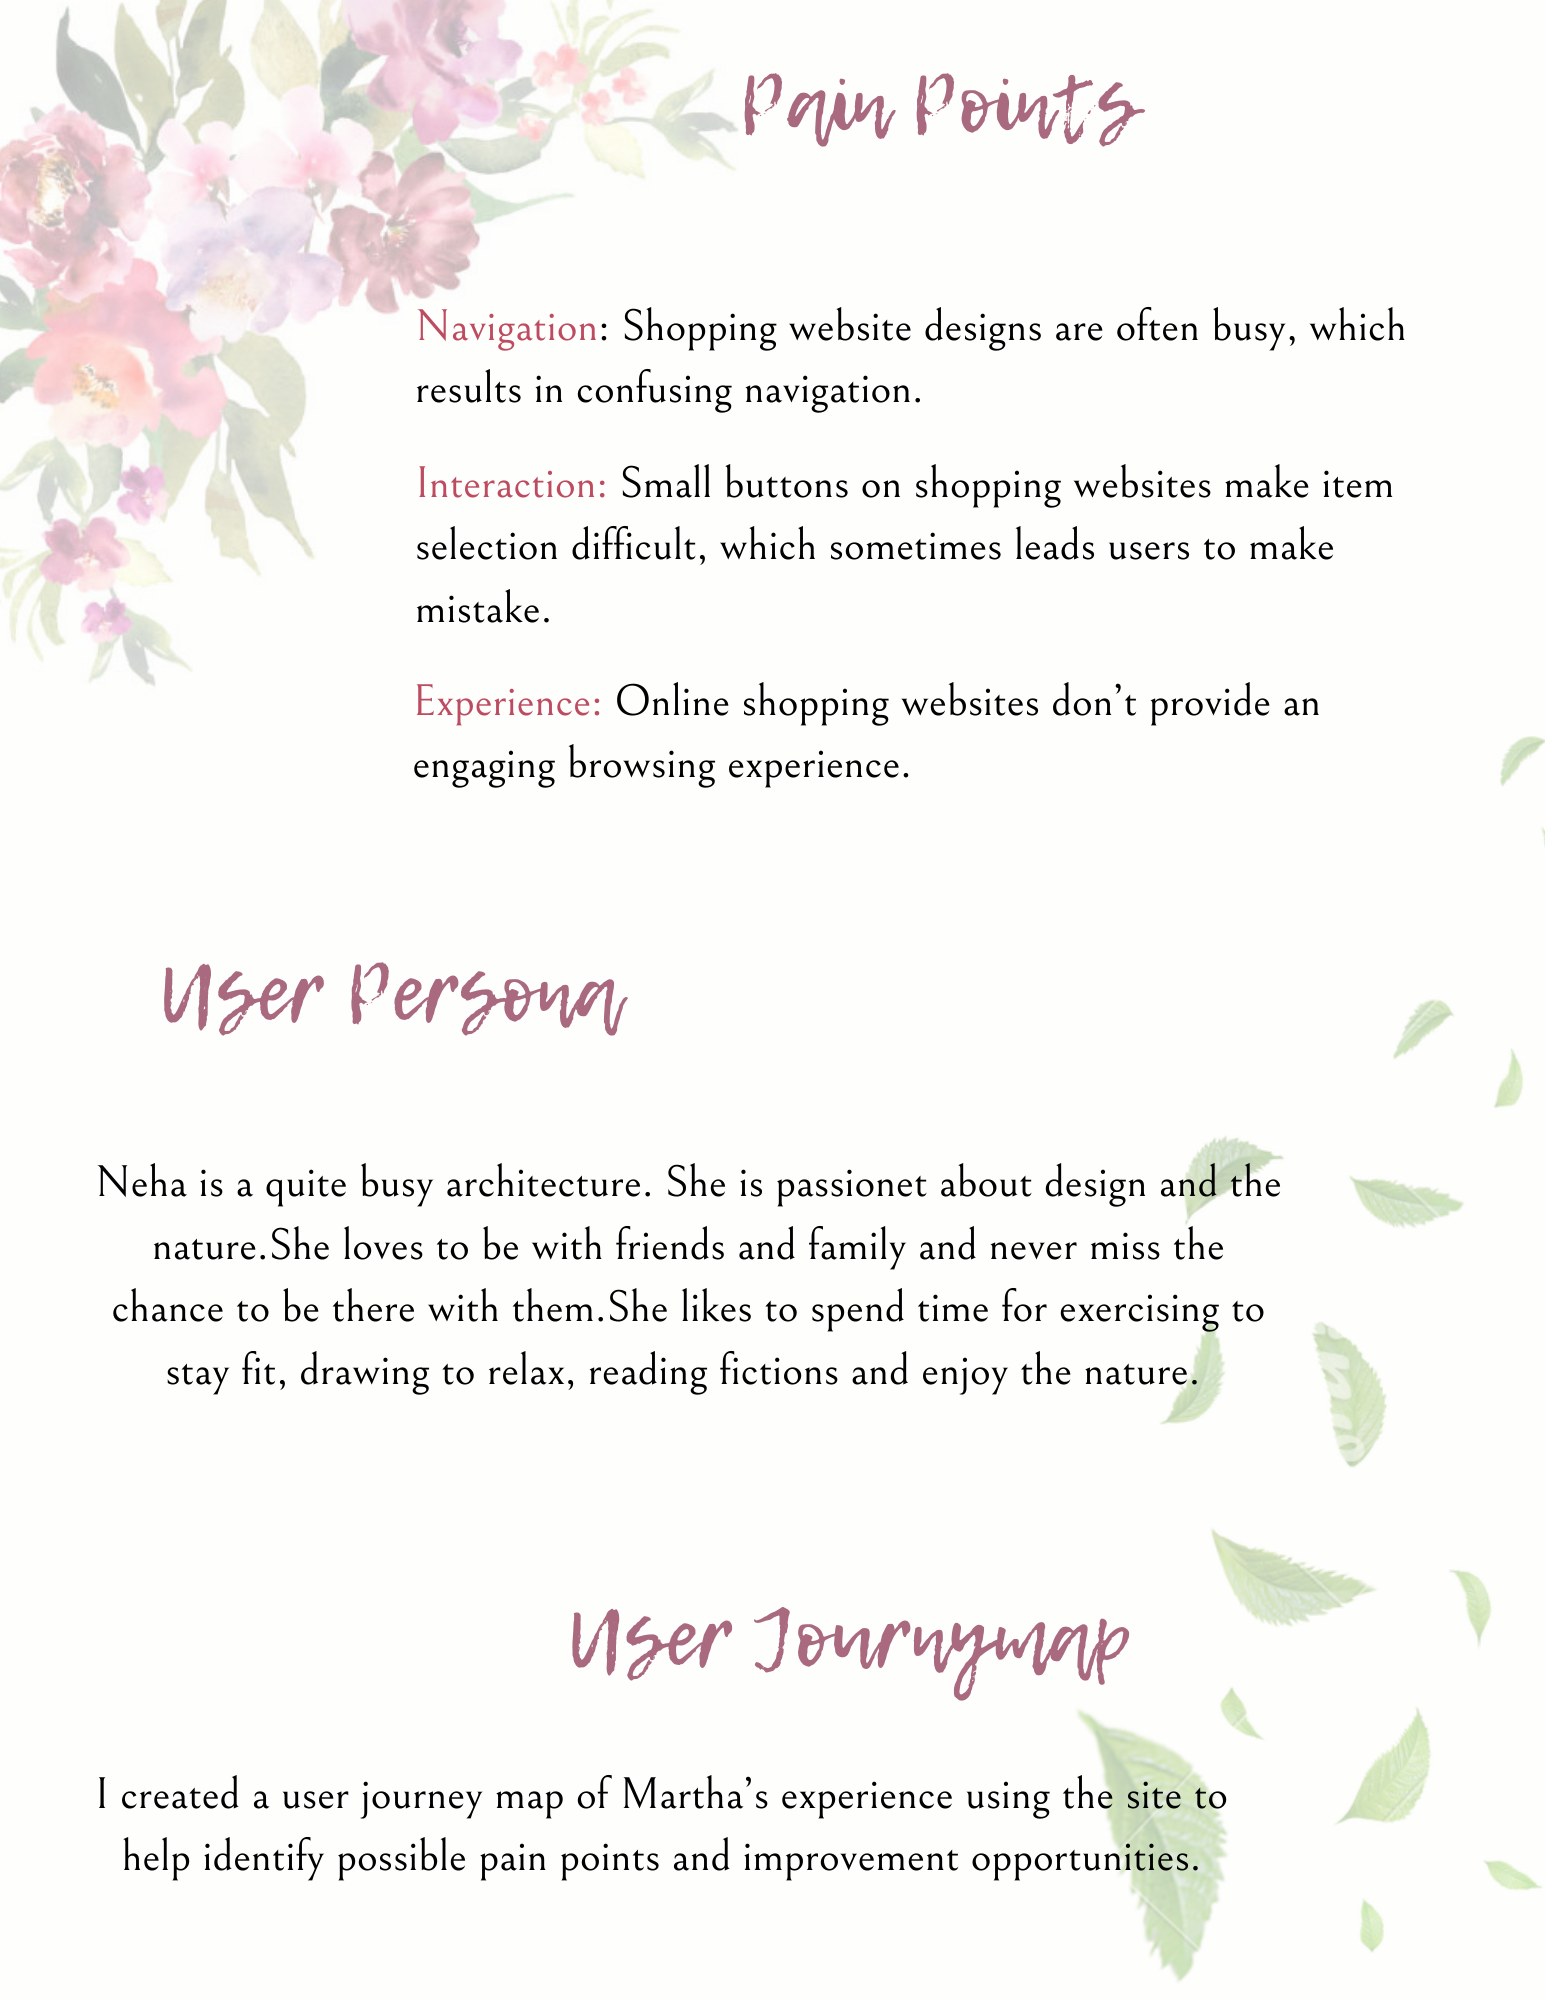 Pain Points
Navigation: Shopping website designs are often busy, which
results in confusing navigation.
Interaction: Small buttons on shopping websites make item
selection difficult, which sometimes leads users to make
mistake.
Experience: Online shopping websites don’t provide an
engaging browsing experience.
User Persona
Neha is a quite busy architecture. She is passionet about design and the
nature.She loves to be with friends and family and never miss the
chance to be there with them.She likes to spend time for exercising to
stay fit, drawing to relax, reading fictions and enjoy the nature.
User Journymap
I created a user journey map of Martha’s experience using the site to
help identify possible pain points and improvement opportunities.